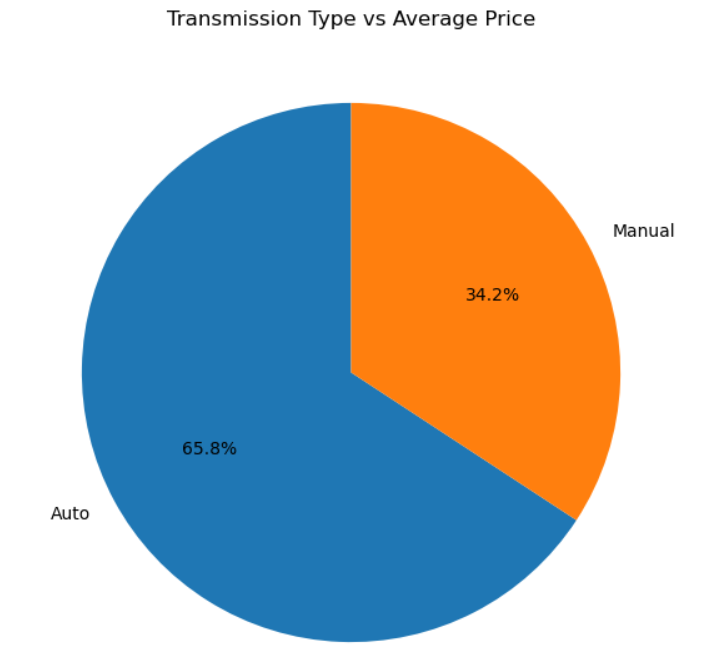 Transmission Type vs Average Price
Manual
34.2%
65.8%
Auto